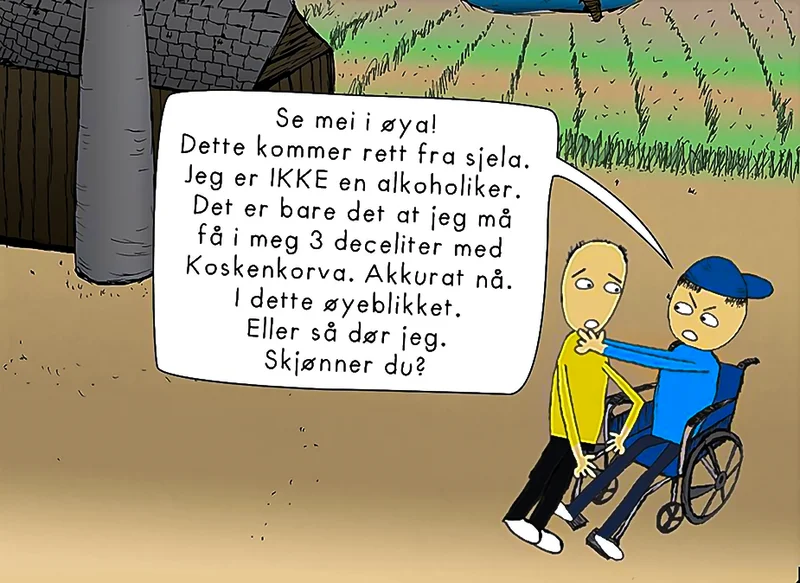 Se mei i øya!
Dette kommer rett fra sjela.
Jeg er IKKE en alkoholiker.
Det er bare det at jeg må
få i meg 3 deceliter med
Koskenkorva. Akkurat nå.
I dette øyeblikket.
Eller så dør jeg.
Skjønner du?